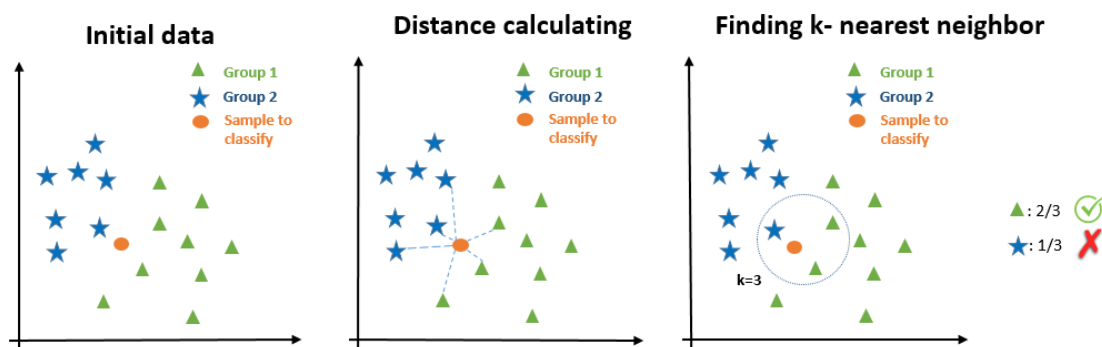 Initial data
Group 1
Group 2
Sample to
classify
Distance calculating
Group 1
Group 2
Sample to
classify
Finding k- nearest neighbor
Group 1
Group 2
Sample to
classify
k=3
: 2/3
: 1/3